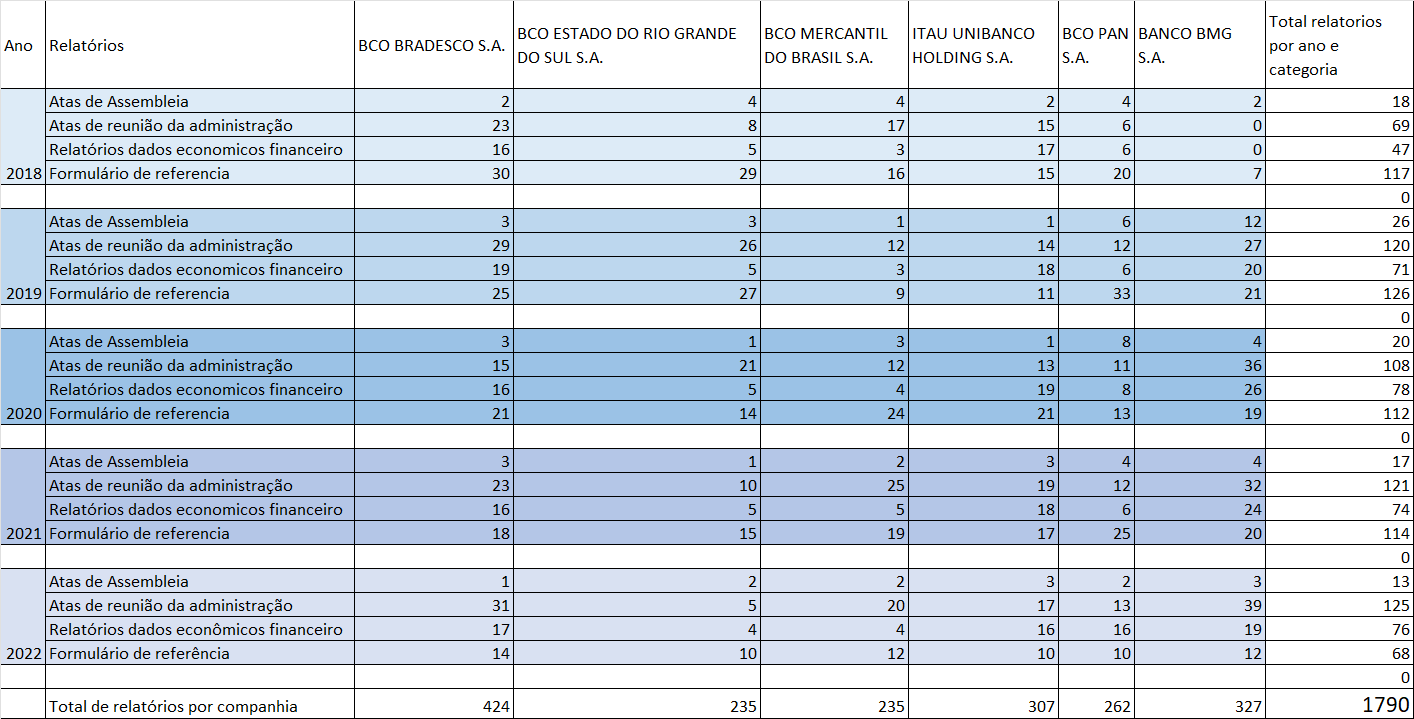 Ano Relatórios BCO BRADESCO S.A. BCO ESTADO DO RIO GRANDE DO SUL S.A. BCO MERCANTIL DO BRASIL S.A. ITAU UNIBANCO HOLDING S.A. BCO PAN S.A. BANCO BMG S.A. Total relatorios por ano e categoria
Atas de Assembleia 2 4 4 2 4 2 18
Atas de reunião da administração 23 8 17 15 6 0 69
Relatórios dados economicos financeiro 16 5 3 17 6 0 47
2018 Formulário de referencia 30 29 16 15 20 7 117
0
Atas de Assembleia 3 3 1 1 6 12 26
Atas de reunião da administração 29 26 12 14 12 27 120
Relatórios dados economicos financeiro 19 5 3 18 6 20 71
2019 Formulário de referencia 25 27 9 11 33 21 126
0
Atas de Assembleia 3 1 3 1 8 4 20
Atas de reunião da administração 15 21 12 13 11 36 108
Relatórios dados economicos financeiro 16 5 4 19 8 26 78
2020 Formulário de referencia 21 14 24 21 13 19 112
0
Atas de Assembleia 3 1 2 3 4 4 17
Atas de reunião da administração 23 10 25 19 12 32 121
Relatórios dados economicos financeiro 16 5 5 18 6 24 74
2021 Formulário de referencia 18 15 19 17 25 20 114
0
Atas de Assembleia 1 2 2 3 2 3 13
Atas de reunião da administração 31 5 20 17 13 39 125
Relatórios dados econômicos financeiro 17 4 4 16 16 19 76
2022 Formulário de referência 14 10 12 10 10 12 68
0
Total de relatórios por companhia 424 235 235 307 262 327 1790